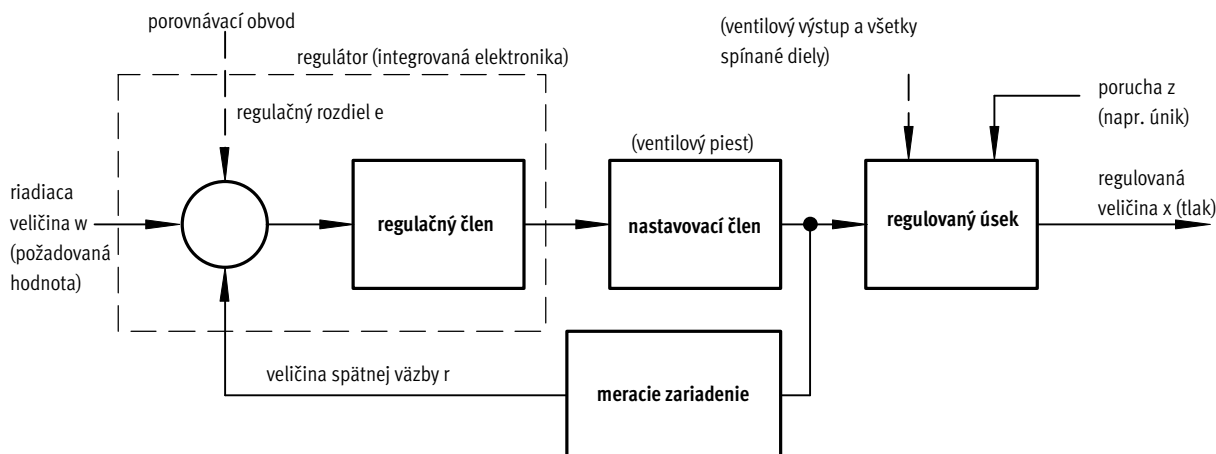 porovnávací obvod
regulátor (integrovaná elektronika)
(ventilový výstup a všetky
spínané diely)
porucha z
(napr. únik)
regulačný rozdiel e
(ventilový piest)
riadiaca
veličina w
(požadovaná
hodnota)
regulačný člen
nastavovací člen
regulovaný úsek
regulovaná
veličina x (tlak)
veličina spätnej väzby r
meracie zariadenie